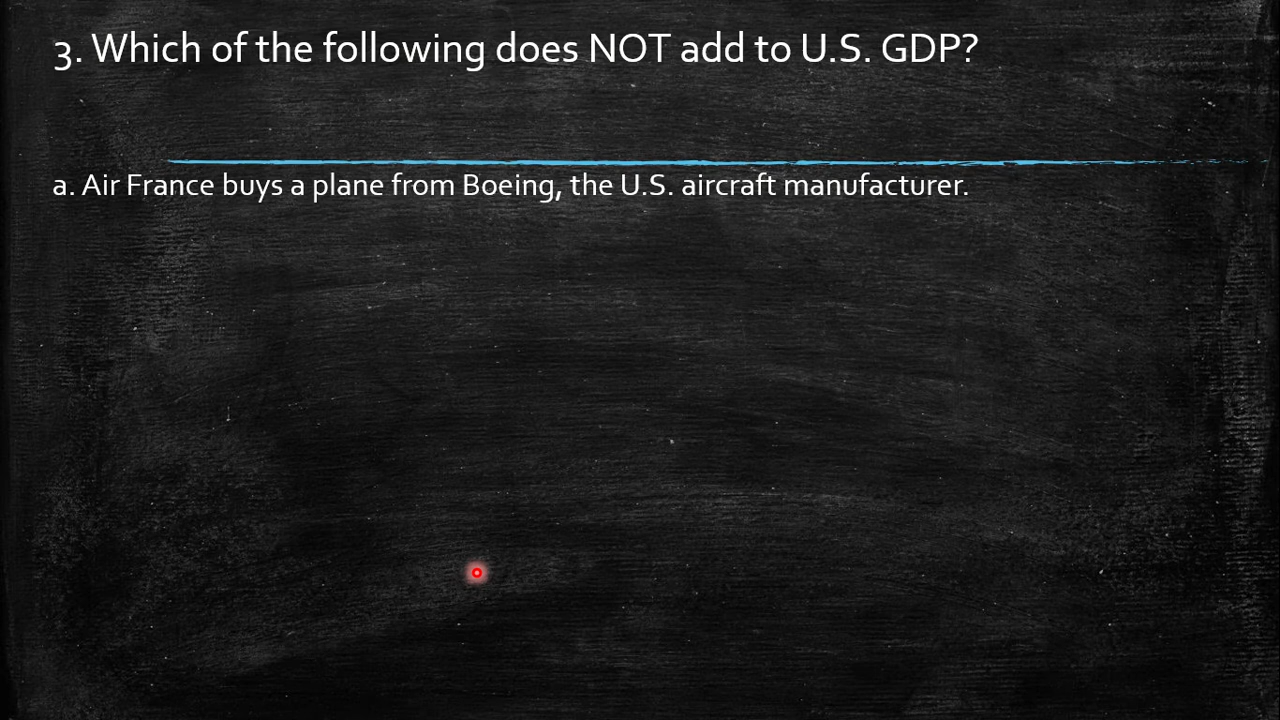 3. Which of the following does NOT add to U.S. GDP?
a. Air France buys a plane from Boeing, the U.S. aircraft manufacturer.